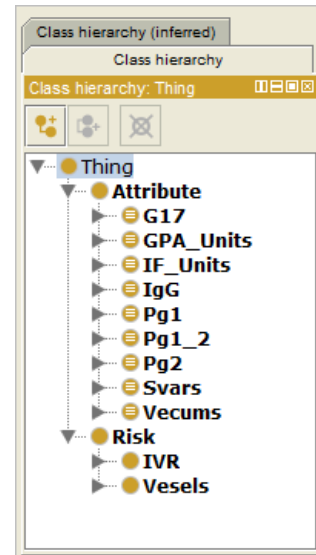 Class hierarchy (inferred)
Class hierarchy
Class hierarchy: Thing
Thing
Attribute
G17
GPA_Units
IF_Units
IgG
Pg1
Pg1_2
Pg2
Svars
Vecums
Risk
IVR
Vesels